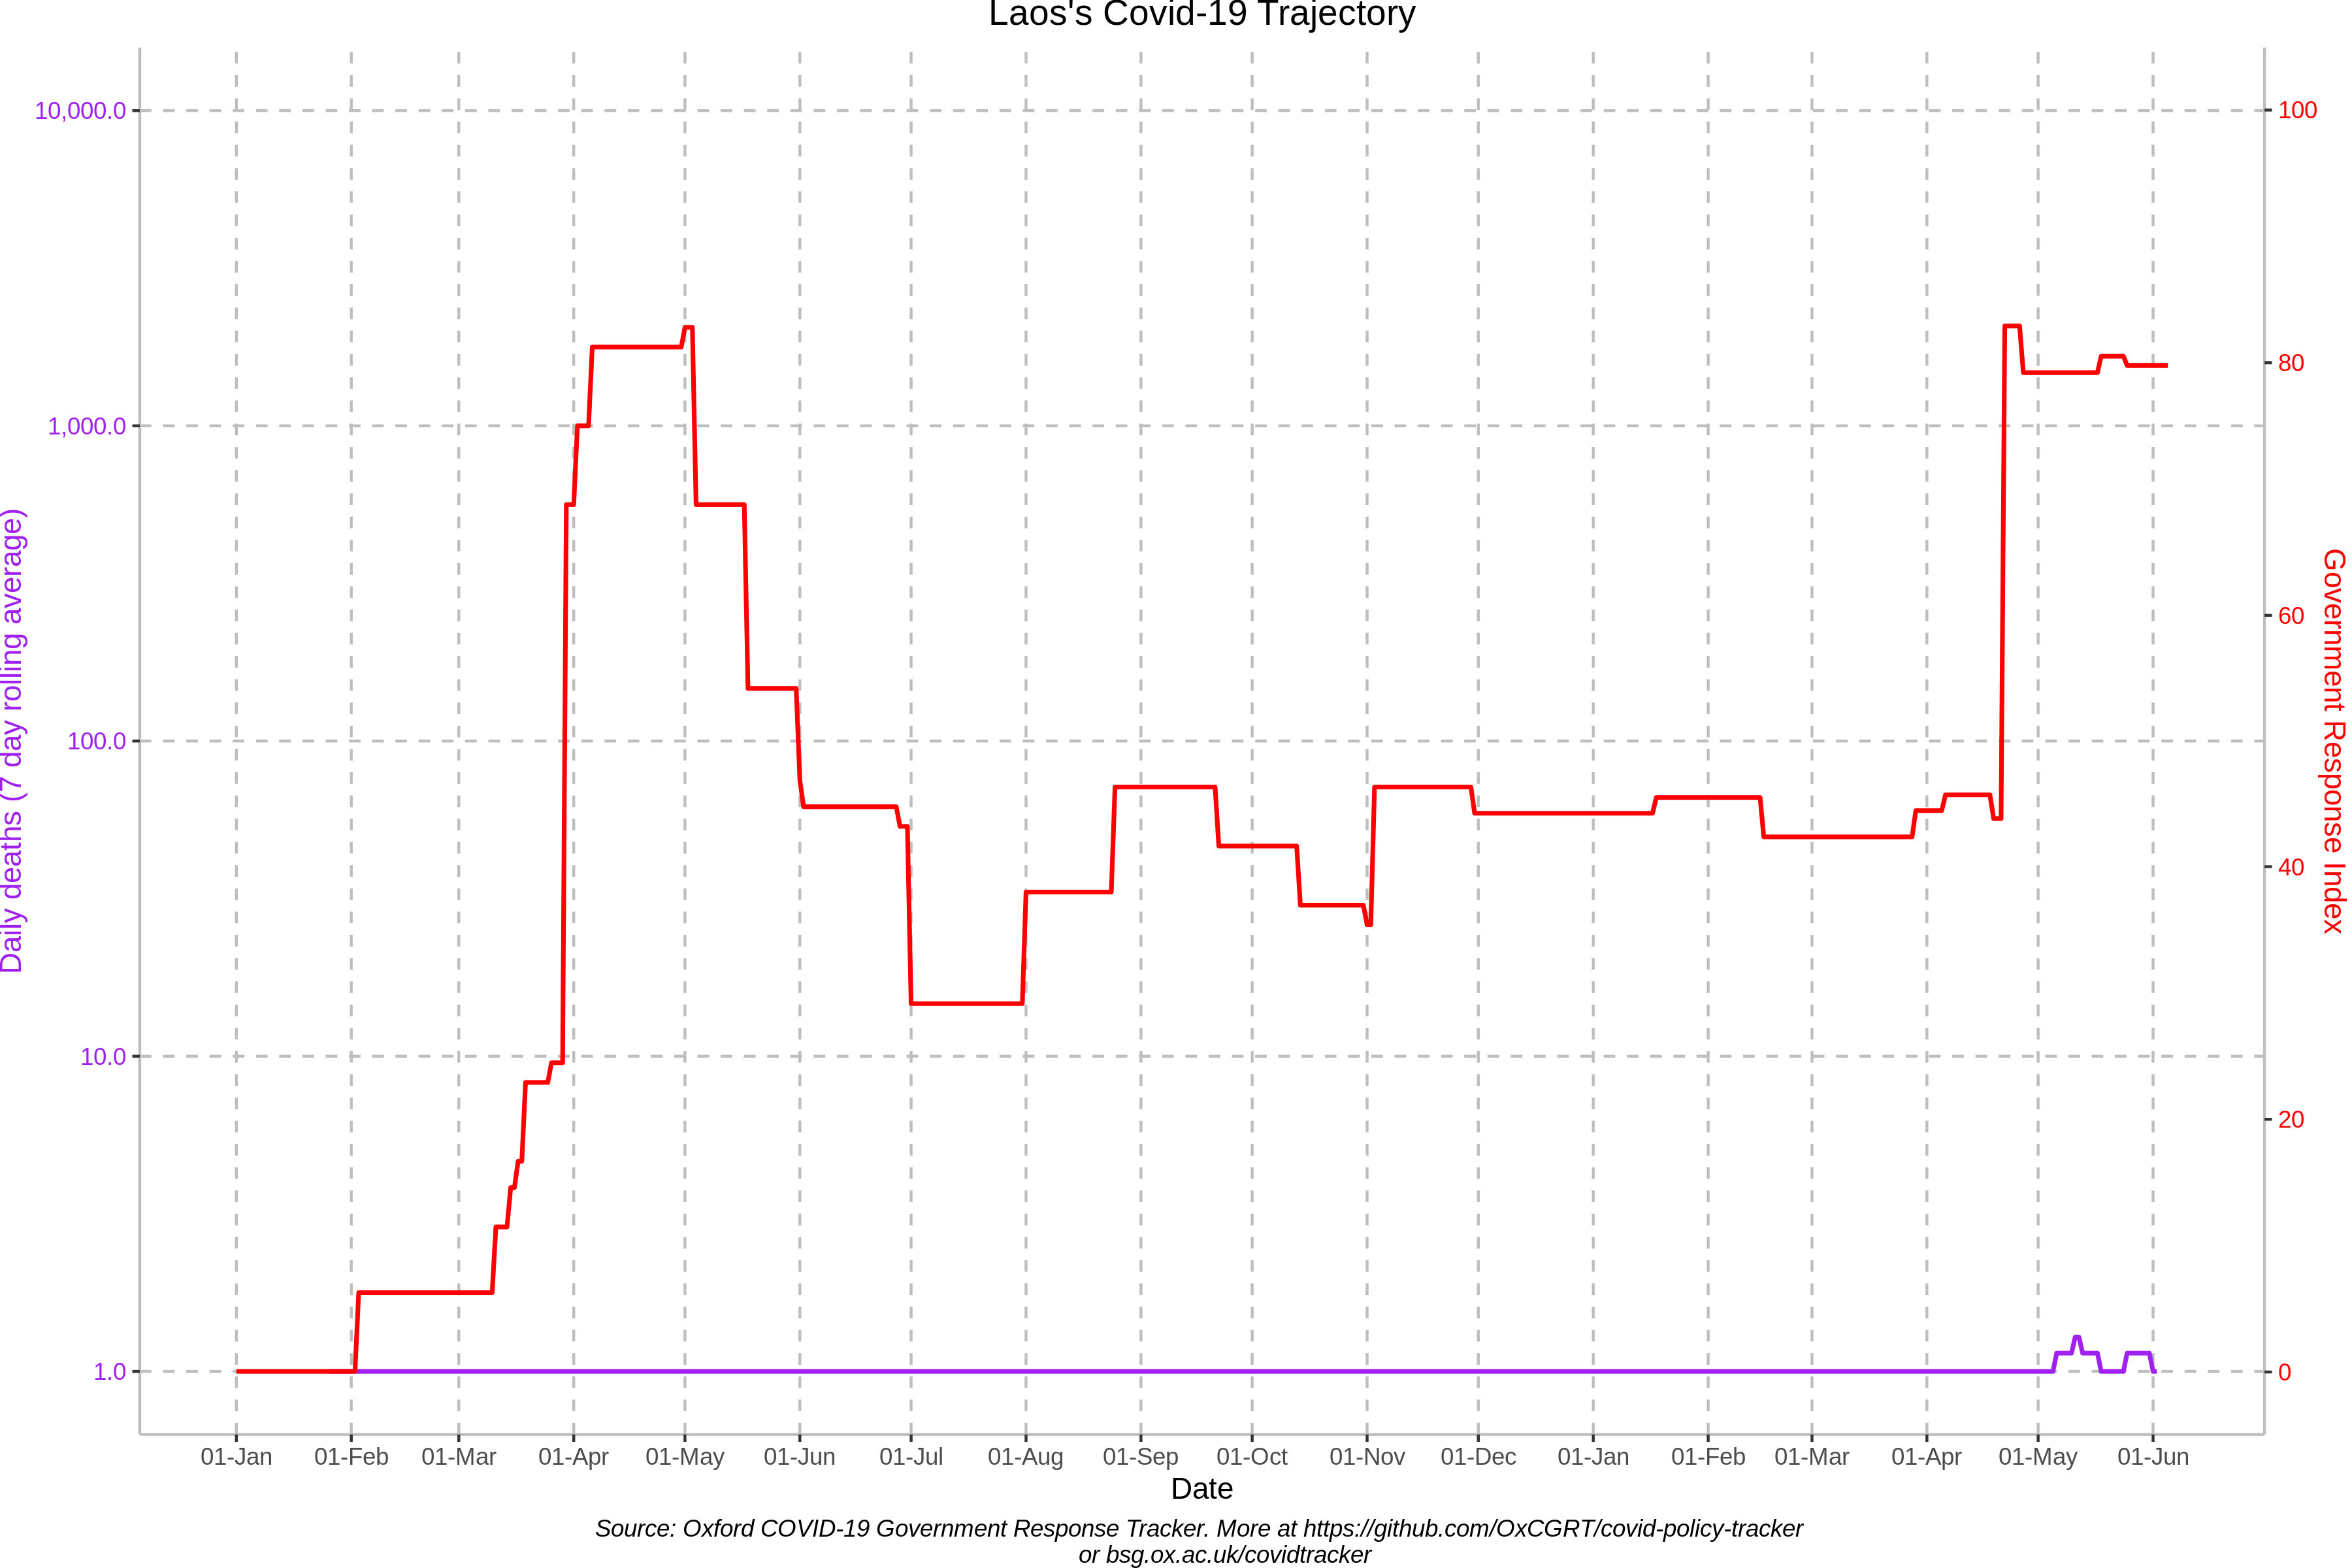 Laos's Covid-19 Trajectory
10,000.0
1,000.0
100.0
10.0
1.0
Daily deaths (7 day rolling average)
100
80
60
40
20
0
Government Response Index
01-Jan 01-Feb 01-Mar 01-Apr 01-May 01-Jun 01-Jul 01-Aug 01-Sep 01-Oct 01-Nov 01-Dec 01-Jan 01-Feb 01-Mar 01-Apr 01-May 01-Jun
Date
Source: Oxford COVID-19 Government Response Tracker. More at https://github.com/OxCGRT/covid-policy-tracker
or bsg.ox.ac.uk/covidtracker